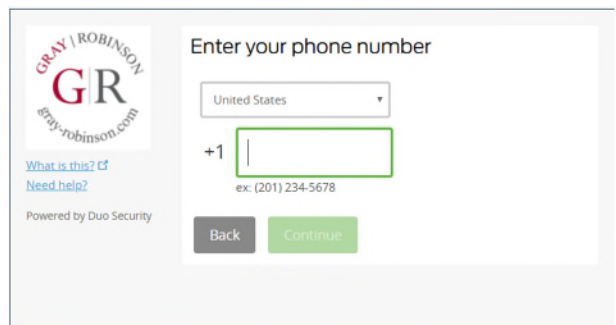 GRAY | ROBINSON
G|R
gray-robinson.com
What is this?
Need help?
Powered by Duo Security
Enter your phone number
United States
+1
ex: (201) 234-5678
Back
Continue